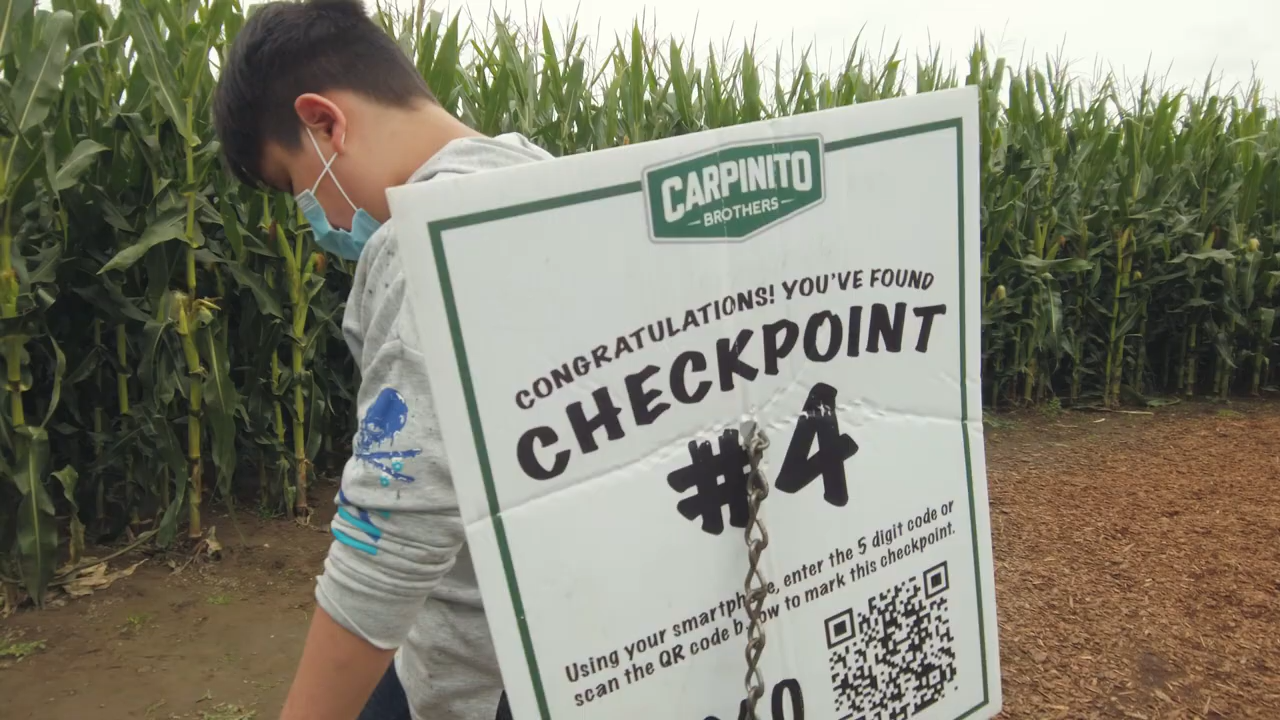 CARPINITO
BROTHERS
CONGRATULATIONS! YOU'VE FOUND
CHECKPOINT
#4
Using your smartphone, enter the 5 digit code or
scan the QR code below to mark this checkpoint.